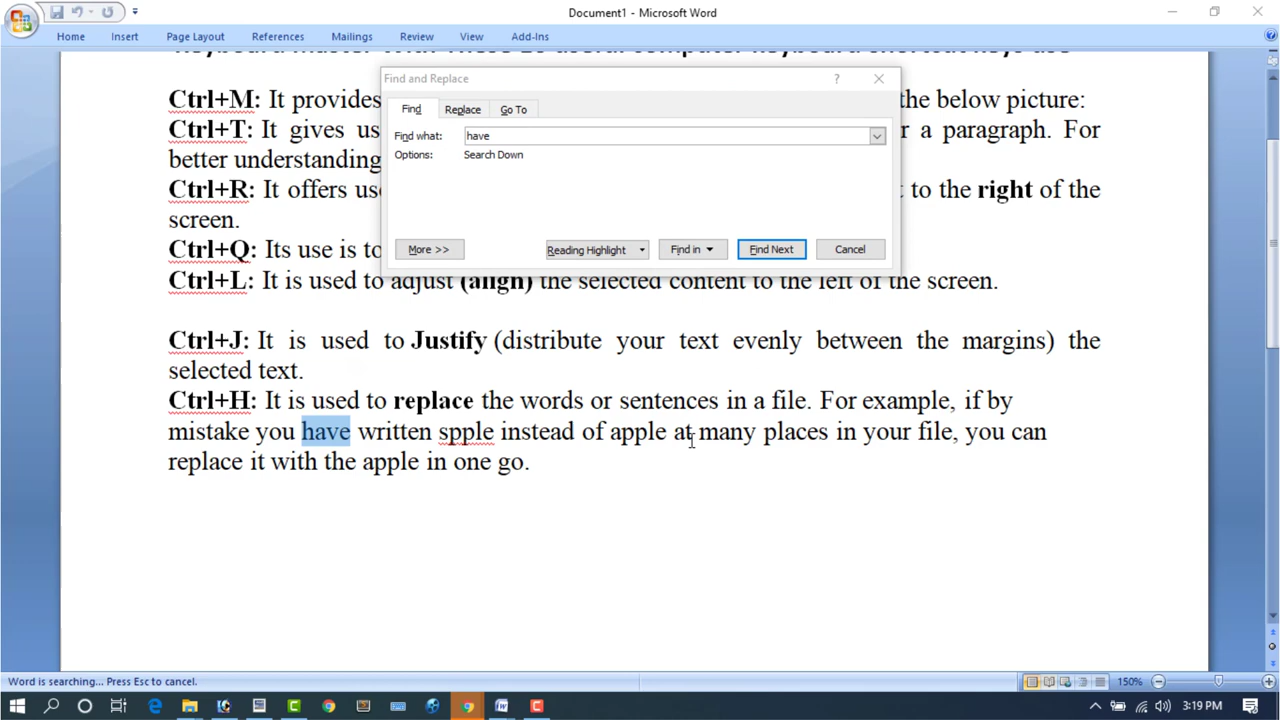 Document1 - Microsoft Word
Home Insert Page Layout References Mailings Review View Add-Ins
Find and Replace
Find Replace Go To
Find what: have
Options: Search Down
More >> Reading Highlight Find in Find Next Cancel
Ctrl+M: It provides the below picture:
Ctrl+T: It gives us r a paragraph. For
better understanding
Ctrl+R: It offers use t to the right of the
screen.
Ctrl+Q: Its use is to
Ctrl+L: It is used to adjust (align) the selected content to the left of the screen.
Ctrl+J: It is used to Justify (distribute your text evenly between the margins) the
selected text.
Ctrl+H: It is used to replace the words or sentences in a file. For example, if by
mistake you have written spple instead of apple at many places in your file, you can
replace it with the apple in one go.
Word is searching... Press Esc to cancel. 150%
3:19 PM